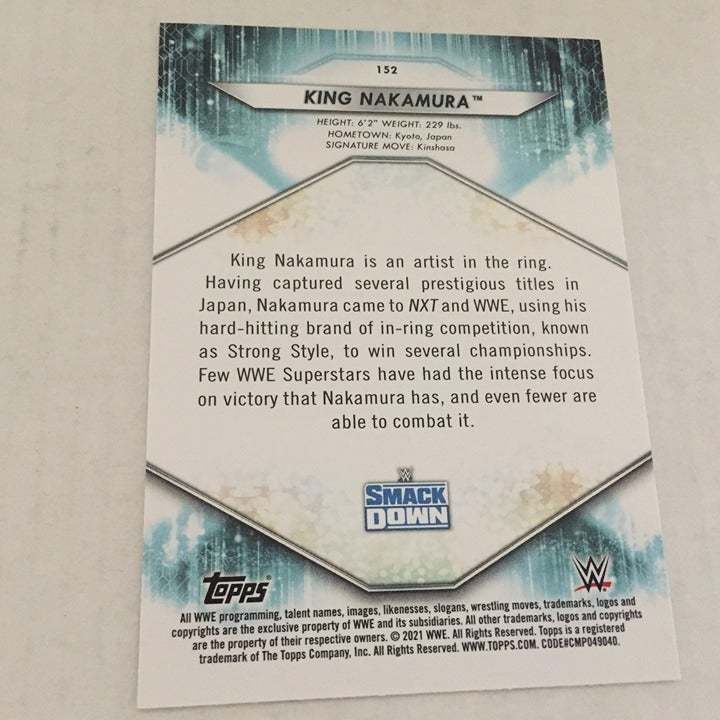 152
KING NAKAMURA™
HEIGHT: 6'2" WEIGHT: 229 lbs.
HOMETOWN: Kyoto, Japan
SIGNATURE MOVE: Kinshasa
King Nakamura is an artist in the ring.
Having captured several prestigious titles in
Japan, Nakamura came to NXT and WWE, using his
hard-hitting brand of in-ring competition, known
as Strong Style, to win several championships.
Few WWE Superstars have had the intense focus
on victory that Nakamura has, and even fewer are
able to combat it.
W
SMACK
DOWN
topps®
W
All WWE programming, talent names, images, likenesses, slogans, wrestling moves, trademarks, logos and
copyrights are the exclusive property of WWE and its subsidiaries. All other trademarks, logos and copyrights
are the property of their respective owners. © 2021 WWE. All Rights Reserved. Topps is a registered
trademark of The Topps Company, Inc. All Rights Reserved. WWW.TOPPS.COM. CODE#CMP049040.